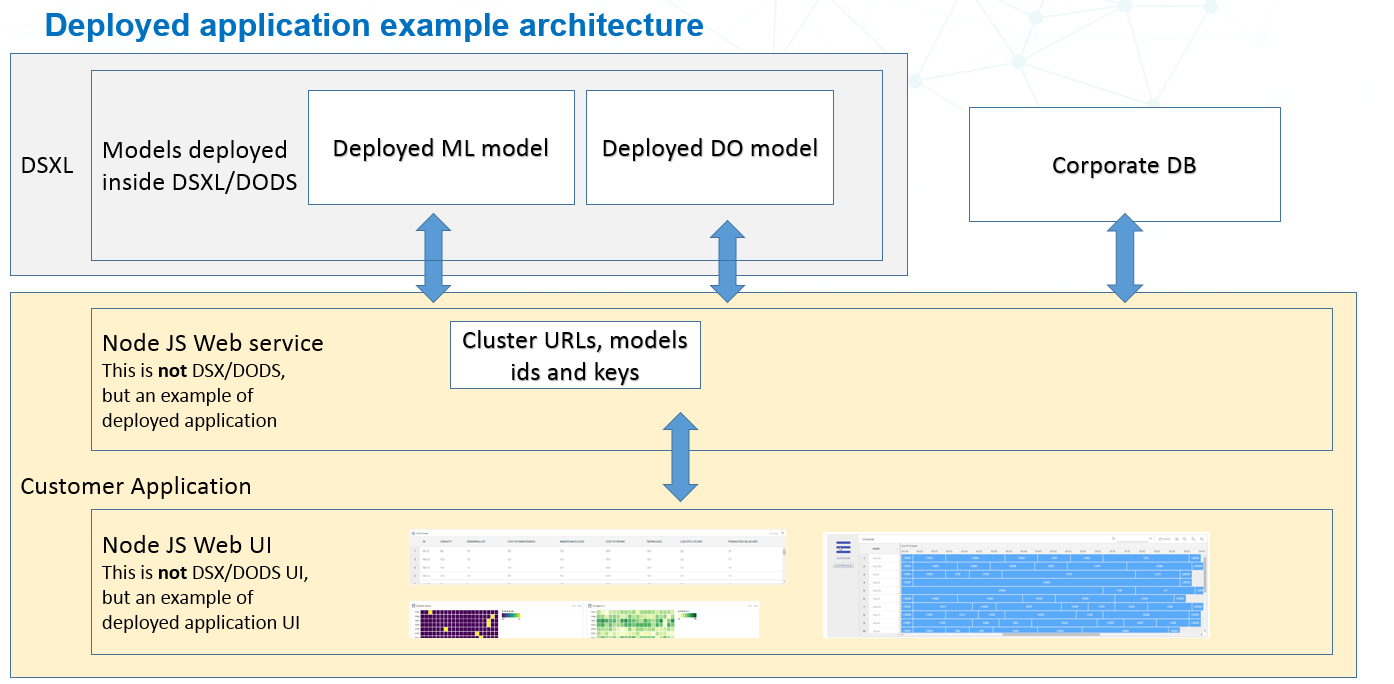 Deployed application example architecture
DSXL
Models deployed
inside DSXL/DODS
Deployed ML model
Deployed DO model
Corporate DB
Node JS Web service
This is not DSX/DODS,
but an example of
deployed application
Cluster URLs, models
ids and keys
Customer Application
Node JS Web UI
This is not DSX/DODS UI,
but an example of
deployed application UI